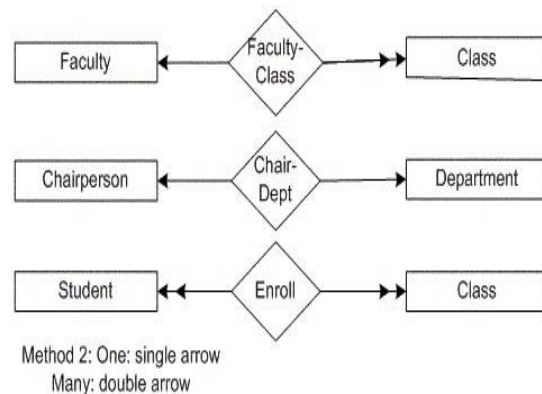 Faculty
Faculty-
Class
Class
Chairperson
Chair-
Dept
Department
Student
Enroll
Class
Method 2: One: single arrow
Many: double arrow